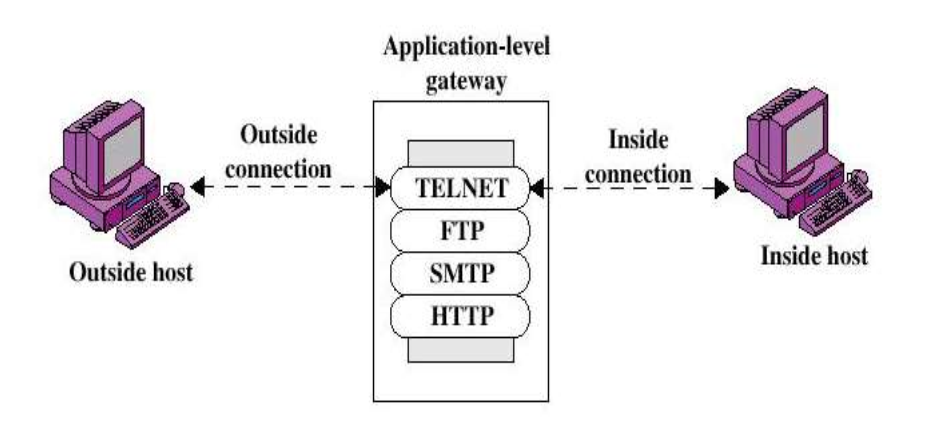 Application-level
gateway
Outside
connection
Inside
connection
TELNET
FTP
SMTP
HTTP
Outside host
Inside host